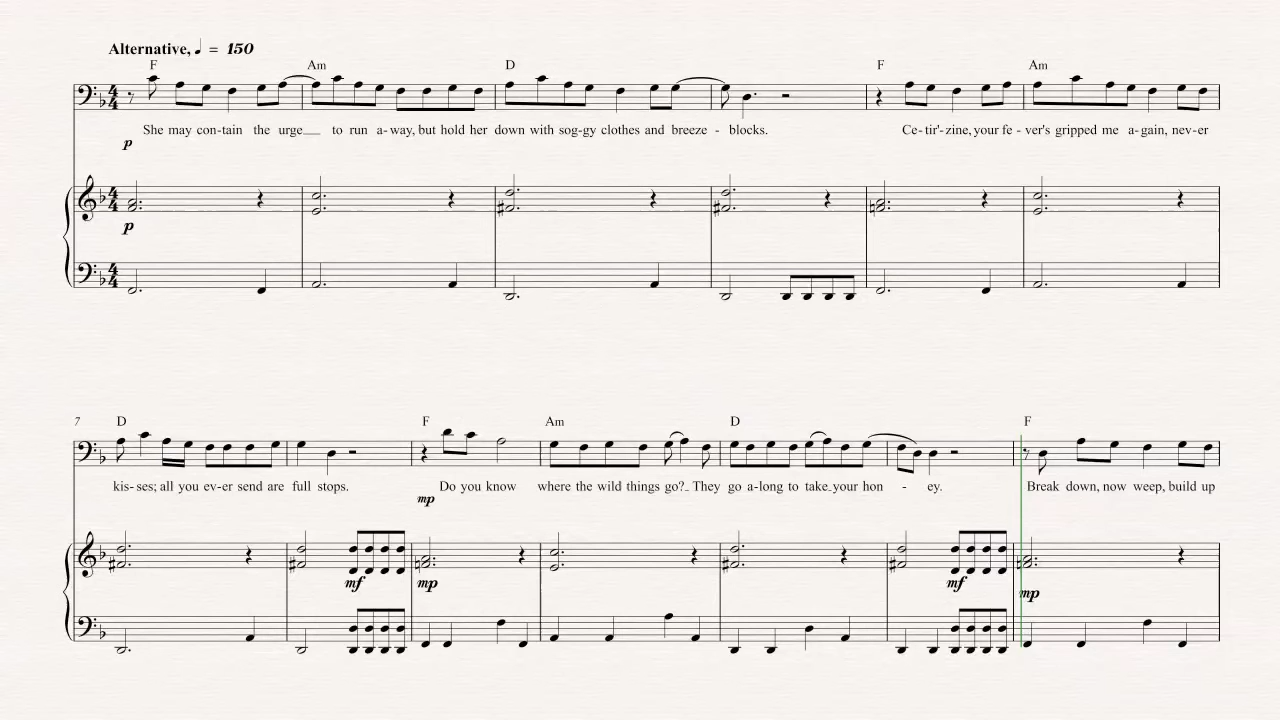 Alternative, ♩ = 150
F Am D F Am
She may con-tain the urge__ to run a-way, but hold her down with sog-gy clothes and breeze - blocks. Ce-tir'-zine, your fe-ver's gripped me a-gain, nev-er
p
p
7
D F Am D F
kis-ses; all you ev-er send are full stops. Do you know where the wild things go?_ They go a-long to take_your hon - ey. Break down, now weep, build up
mp
mf mp mf mp